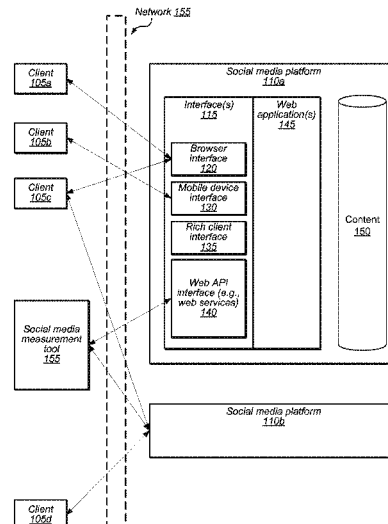 Network 155
Client
105a
Client
105b
Client
105c
Social media
measurement
tool
155
Client
105d
Social media platform
110a
Interface(s)
115
Web
application(s)
145
Browser
interface
120
Mobile device
interface
130
Rich client
interface
135
Web API
interface (e.g.,
web services)
140
Content
150
Social media platform
110b